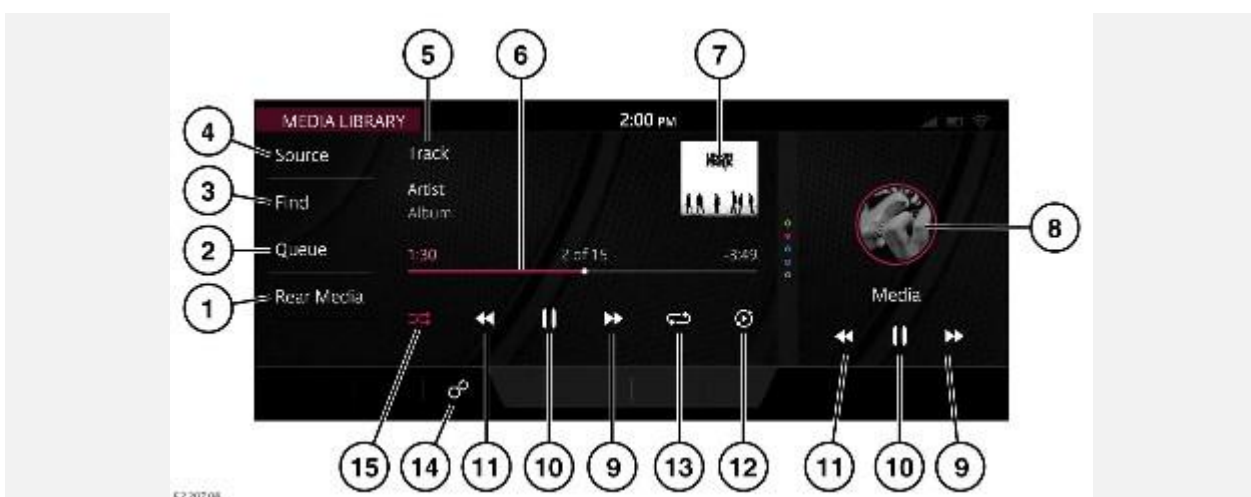 5 6 7
MEDIA LIBRARY 2:00 PM
4 Source Track
3 Find Artist
Album
8
2 Queue 1:30 2 of 15 -3:49
1 Rear Media Media
15 14 11 10 9 13 12 11 10 9